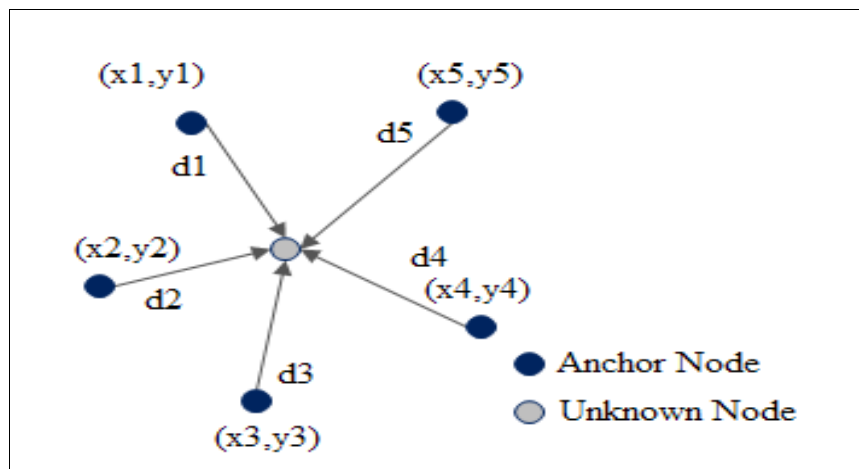 (x1,y1)
(x5,y5)
d5
d1
(x2,y2)
d4
(x4,y4)
d2
d3
Anchor Node
Unknown Node
(x3,y3)